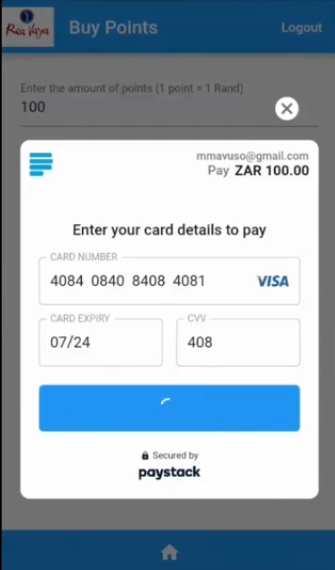 Rea Vaya
Buy Points
Logout
Enter the amount of points (1 point = 1 Rand)
100
mmavuso@gmail.com
Pay ZAR 100.00
Enter your card details to pay
CARD NUMBER
4084 0840 8408 4081
VISA
CARD EXPIRY
07/24
CVV
408
Secured by
paystack